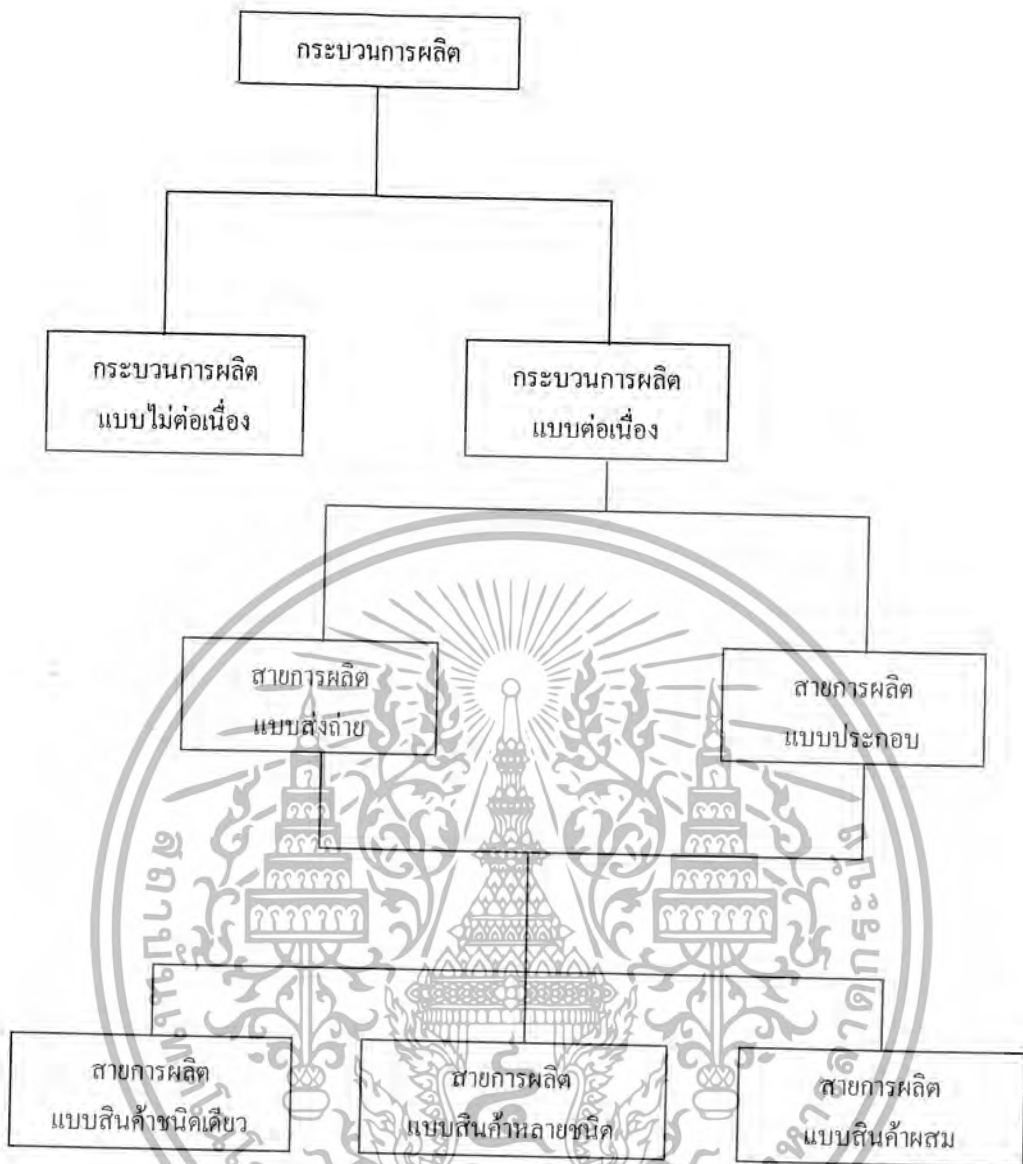 กระบวนการผลิต
กระบวนการผลิต
แบบไม่ต่อเนื่อง
กระบวนการผลิต
แบบต่อเนื่อง
สายการผลิต
แบบส่งถ่าย
สายการผลิต
แบบประกอบ
สายการผลิต
แบบสินค้าชนิดเดียว
สายการผลิต
แบบสินค้าหลายชนิด
สายการผลิต
แบบสินค้าผสม